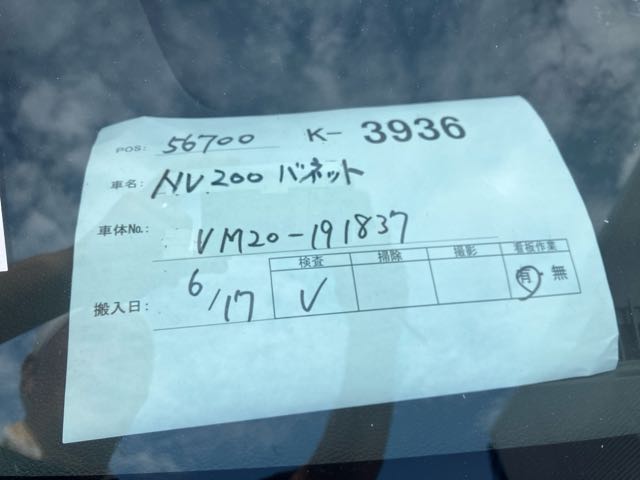 POS: 56700 K- 3936
車名: NV200 バネット
車体No.: VM20-191837
搬入日: 6/17
検査 掃除 撮影 看板作業
V 有・無